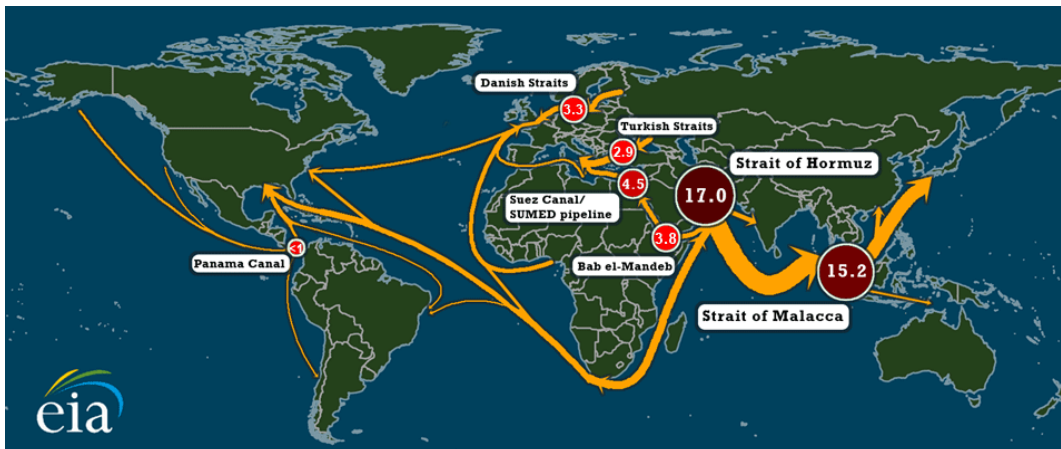 Danish Straits
3.3
Turkish Straits
2.9
Strait of Hormuz
17.0
4.5
Suez Canal/
SUMED pipeline
3.8
Bab el-Mandeb
<1
Panama Canal
15.2
Strait of Malacca
eia